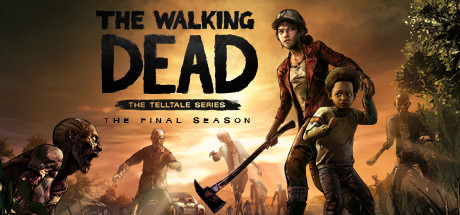 THE WALKING
DEAD
THE TELLTALE SERIES
THE FINAL SEASON